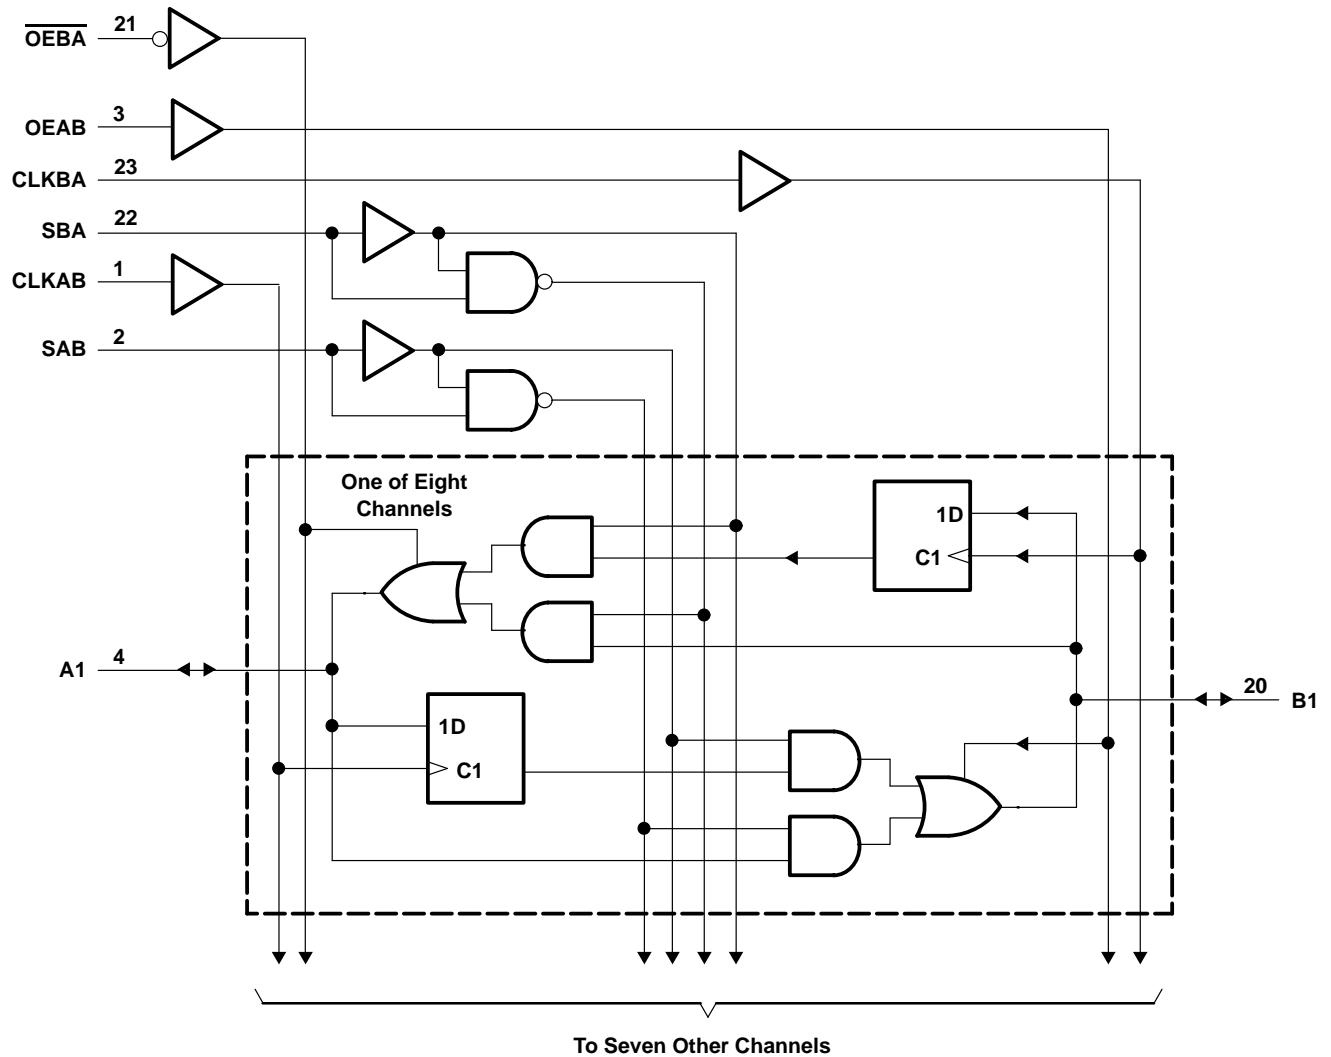 OEBA 21
OEAB 3
CLKBA 23
SBA 22
CLKAB 1
SAB 2
One of Eight
Channels
1D
C1
A1 4
1D
C1
20 B1
To Seven Other Channels